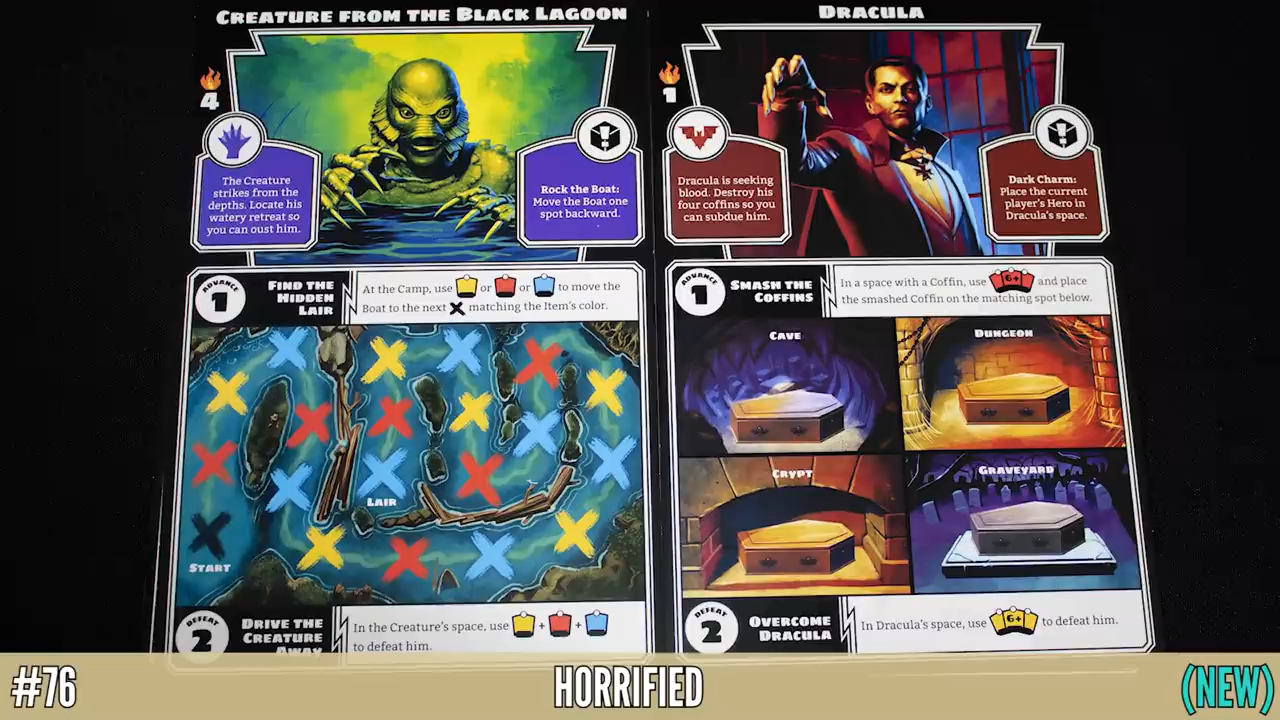 CREATURE FROM THE BLACK LAGOON
4
The Creature
strikes from the
depths. Locate his
watery retreat so
you can oust him.
Rock the Boat:
Move the Boat one
spot backward.
ADVANCE
1
FIND THE
HIDDEN
LAIR
At the Camp, use or or to move the
Boat to the next matching the Item's color.
LAIR
START
DEFEAT
2
DRIVE THE
CREATURE
AWAY
In the Creature's space, use + +
to defeat him.
DRACULA
1
Dracula is seeking
blood. Destroy his
four coffins so you
can subdue him.
Dark Charm:
Place the current
player's Hero in
Dracula's space.
ADVANCE
1
SMASH THE
COFFINS
In a space with a Coffin, use 6+ and place
the smashed Coffin on the matching spot below.
CAVE
DUNGEON
CRYPT
GRAVEYARD
DEFEAT
2
OVERCOME
DRACULA
In Dracula's space, use 6+ to defeat him.
#76
HORRIFIED
(NEW)